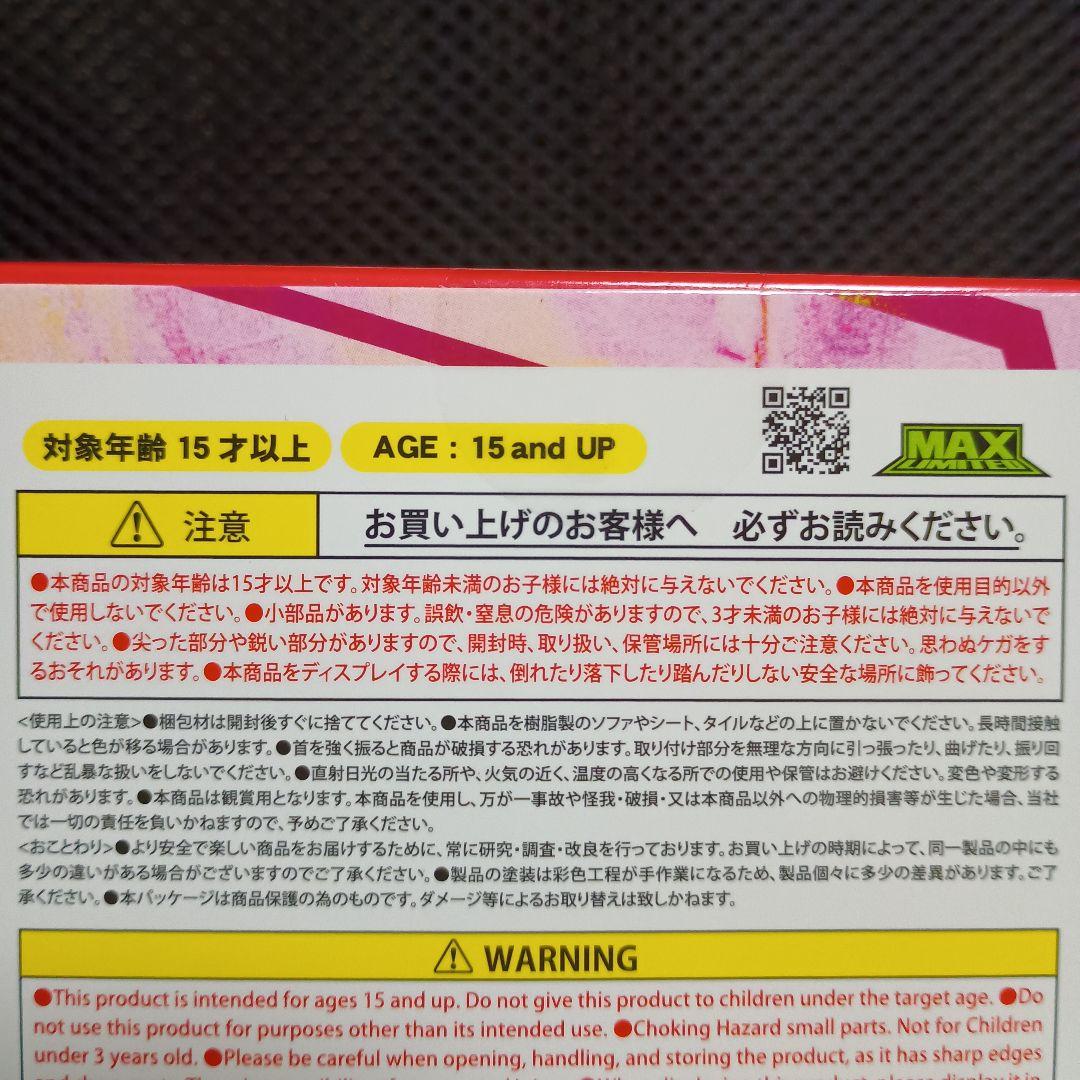 対象年齢 15才以上 AGE : 15 and UP
MAX
LIMITED
注意 お買い上げのお客様へ 必ずお読みください。
●本商品の対象年齢は15才以上です。対象年齢未満のお子様には絶対に与えないでください。●本商品を使用目的以外
で使用しないでください。●小部品があります。誤飲・窒息の危険がありますので、3才未満のお子様には絶対に与えないで
ください。●尖った部分や鋭い部分がありますので、開封時、取り扱い、保管場所には十分ご注意ください。思わぬケガをす
るおそれがあります。●本商品をディスプレイする際には、倒れたり落下したり踏んだりしない安全な場所に飾ってください。
<使用上の注意>●梱包材は開封後すぐに捨ててください。●本商品を樹脂製のソファやシート、タイルなどの上に置かないでください。長時間接触
していると色が移る場合があります。●首を強く振ると商品が破損する恐れがあります。取り付け部分を無理な方向に引っ張ったり、曲げたり、振り回
すなど乱暴な扱いをしないでください。●直射日光の当たる所や、火気の近く、温度の高くなる所での使用や保管はお避けください。変色や変形する
恐れがあります。●本商品は観賞用となります。本商品を使用し、万が一事故や怪我・破損・又は本商品以外への物理的損害等が生じた場合、当社
では一切の責任を負いかねますので、予めご了承ください。
<おことわり>●より安全で楽しい商品をお届けするために、常に研究・調査・改良を行っております。お買い上げの時期によって、同一製品の中にも
多少の違いがある場合がございますのでご了承ください。●製品の塗装は彩色工程が手作業になるため、製品個々に多少の差異があります。ご了
承ください。●本パッケージは商品保護の為のものです。ダメージ等によるお取り替えは致しかねます。
WARNING
●This product is intended for ages 15 and up. Do not give this product to children under the target age. ●Do
not use this product for purposes other than its intended use. ●Choking Hazard small parts. Not for Children
under 3 years old. ●Please be careful when opening, handling, and storing the product, as it has sharp edges